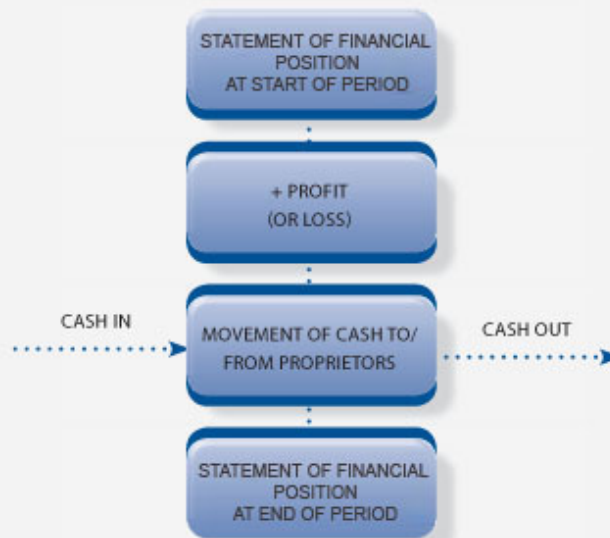 STATEMENT OF FINANCIAL
POSITION
AT START OF PERIOD
+ PROFIT
(OR LOSS)
CASH IN
MOVEMENT OF CASH TO/
FROM PROPRIETORS
CASH OUT
STATEMENT OF FINANCIAL
POSITION
AT END OF PERIOD